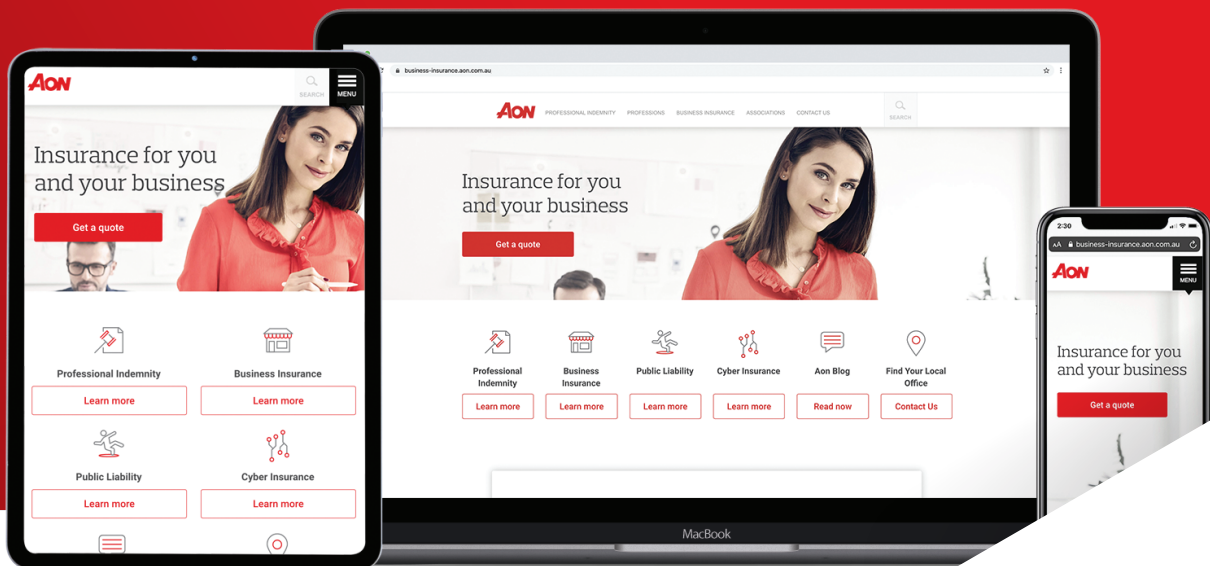 AON
SEARCH
MENU
Insurance for you
and your business
Get a quote
Professional Indemnity
Business Insurance
Learn more
Learn more
Public Liability
Cyber Insurance
Learn more
Learn more
business-insurance.aon.com.au
AON
PROFESSIONAL INDEMNITY
PROFESSIONS
BUSINESS INSURANCE
ASSOCIATIONS
CONTACT US
SEARCH
Insurance for you
and your business
Get a quote
Professional
Indemnity
Business
Insurance
Public Liability
Cyber Insurance
Aon Blog
Find Your Local
Office
Learn more
Learn more
Learn more
Learn more
Read now
Contact Us
MacBook
2:30
AA business-insurance.aon.com.au
AON
MENU
Insurance for you
and your business
Get a quote